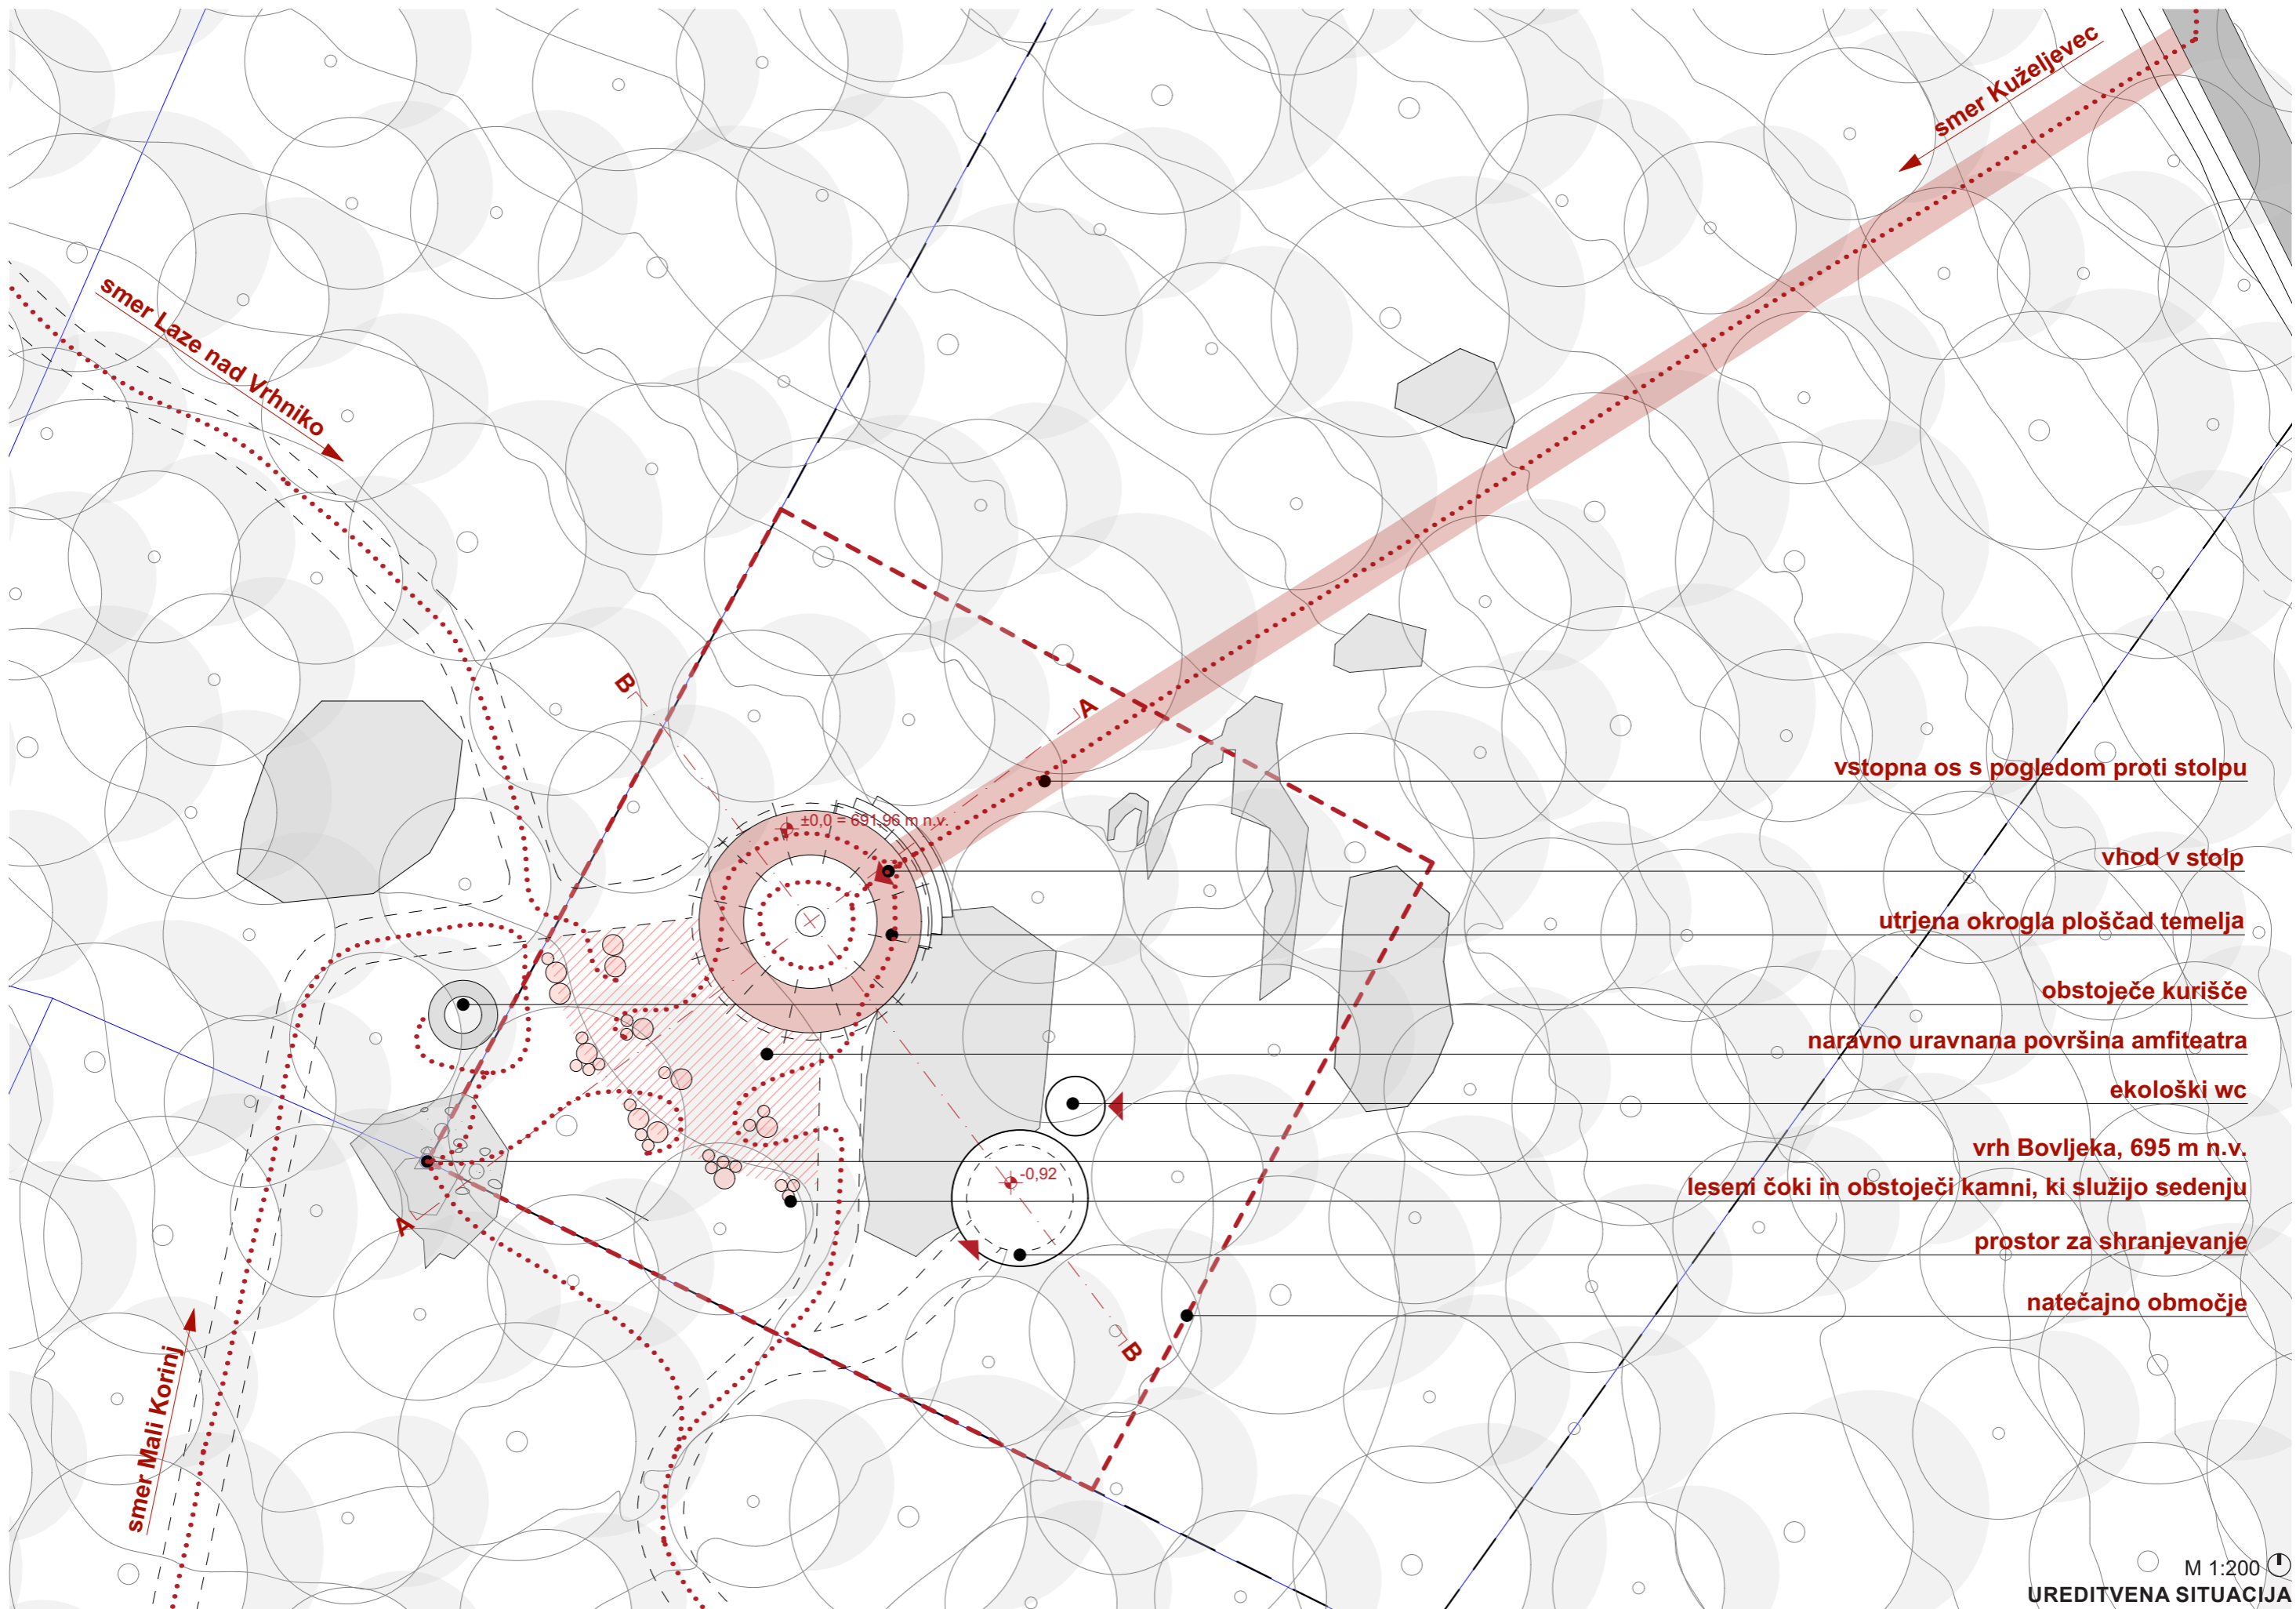 smer Kuželjevec
smer Laze nad Vrhniko
B
A
vstopna os s pogledom proti stolpu
±0,0 = 691,96 m n.v.
vhod v stolp
utrjena okrogla ploščad temelja
obstoječe kurišče
naravno uravnana površina amfiteatra
ekološki wc
vrh Bovljeka, 695 m n.v.
-0,92
leseni čoki in obstoječi kamni, ki služijo sedenju
A
prostor za shranjevanje
natečajno območje
B
smer Mali Korinj
M 1:200
UREDITVENA SITUACIJA